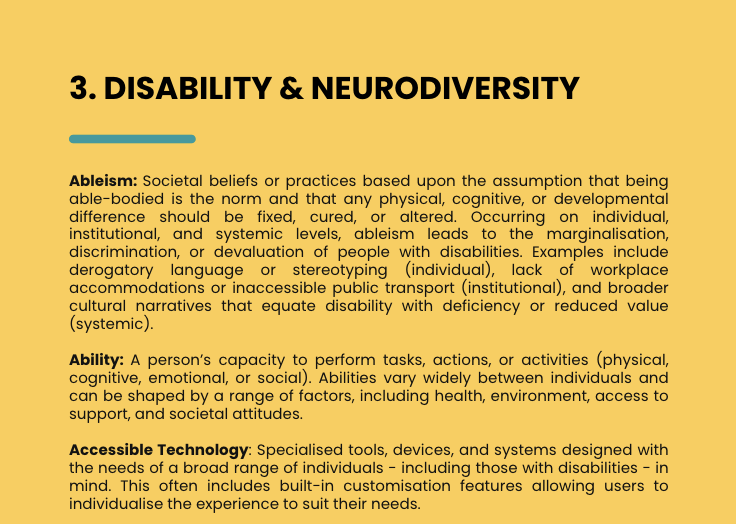 3. DISABILITY & NEURODIVERSITY
Ableism: Societal beliefs or practices based upon the assumption that being
able-bodied is the norm and that any physical, cognitive, or developmental
difference should be fixed, cured, or altered. Occurring on individual,
institutional, and systemic levels, ableism leads to the marginalisation,
discrimination, or devaluation of people with disabilities. Examples include
derogatory language or stereotyping (individual), lack of workplace
accommodations or inaccessible public transport (institutional), and broader
cultural narratives that equate disability with deficiency or reduced value
(systemic).
Ability: A person’s capacity to perform tasks, actions, or activities (physical,
cognitive, emotional, or social). Abilities vary widely between individuals and
can be shaped by a range of factors, including health, environment, access to
support, and societal attitudes.
Accessible Technology: Specialised tools, devices, and systems designed with
the needs of a broad range of individuals - including those with disabilities - in
mind. This often includes built-in customisation features allowing users to
individualise the experience to suit their needs.